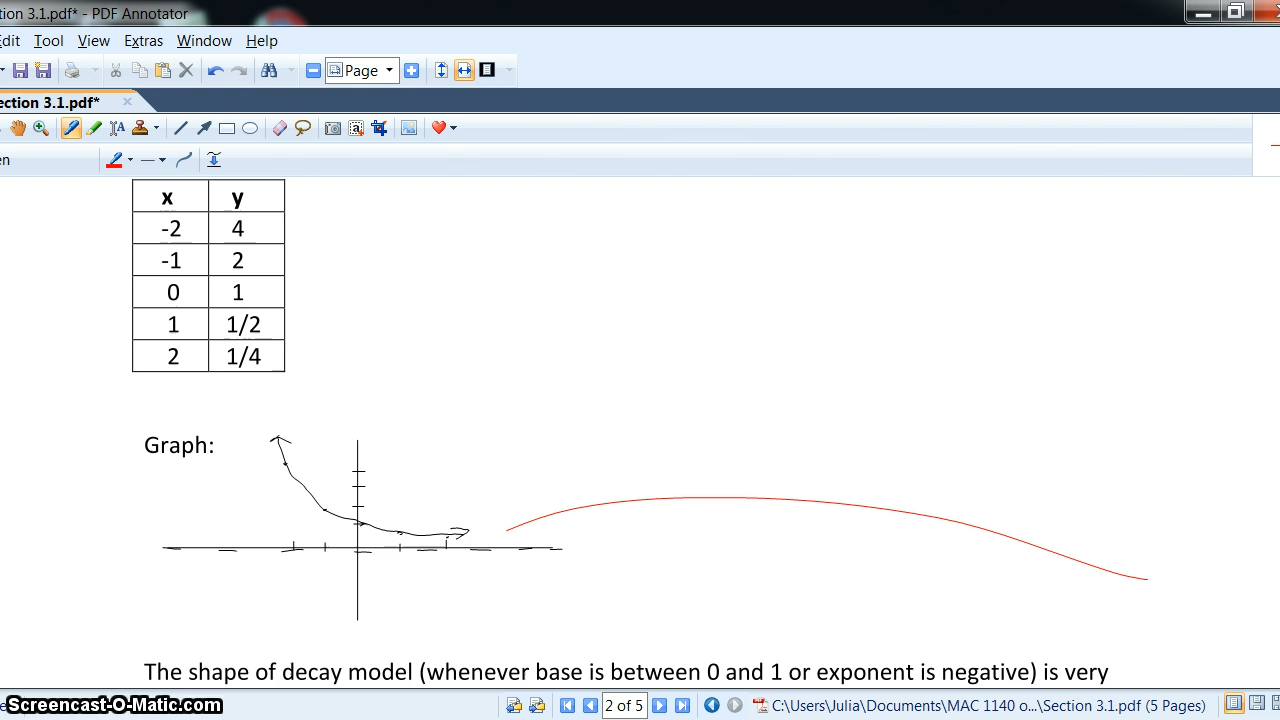 tion 3.1.pdf* - PDF Annotator
Edit Tool View Extras Window Help
Page
ection 3.1.pdf*
en
x y
-2 4
-1 2
0 1
1 1/2
2 1/4
Graph:
The shape of decay model (whenever base is between 0 and 1 or exponent is negative) is very
Screencast-O-Matic.com
2 of 5
C:\Users\Julia\Documents\MAC 1140 o...\Section 3.1.pdf (5 Pages)